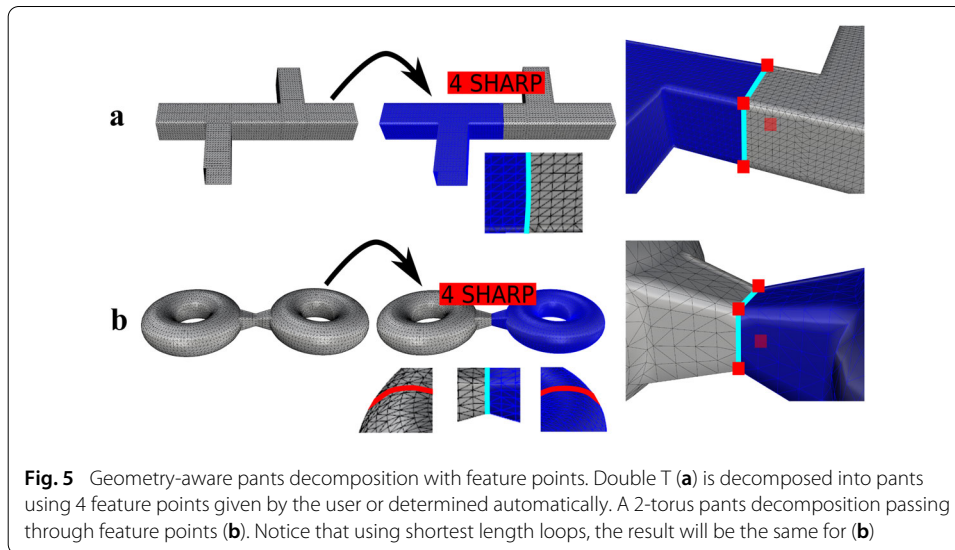 4 SHARP
a
b
4 SHARP
Fig. 5 Geometry-aware pants decomposition with feature points. Double T (a) is decomposed into pants
using 4 feature points given by the user or determined automatically. A 2-torus pants decomposition passing
through feature points (b). Notice that using shortest length loops, the result will be the same for (b)